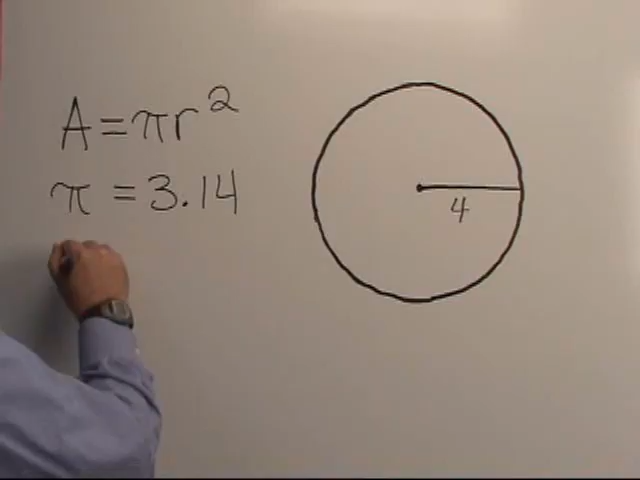 A = πr²
π = 3.14
4